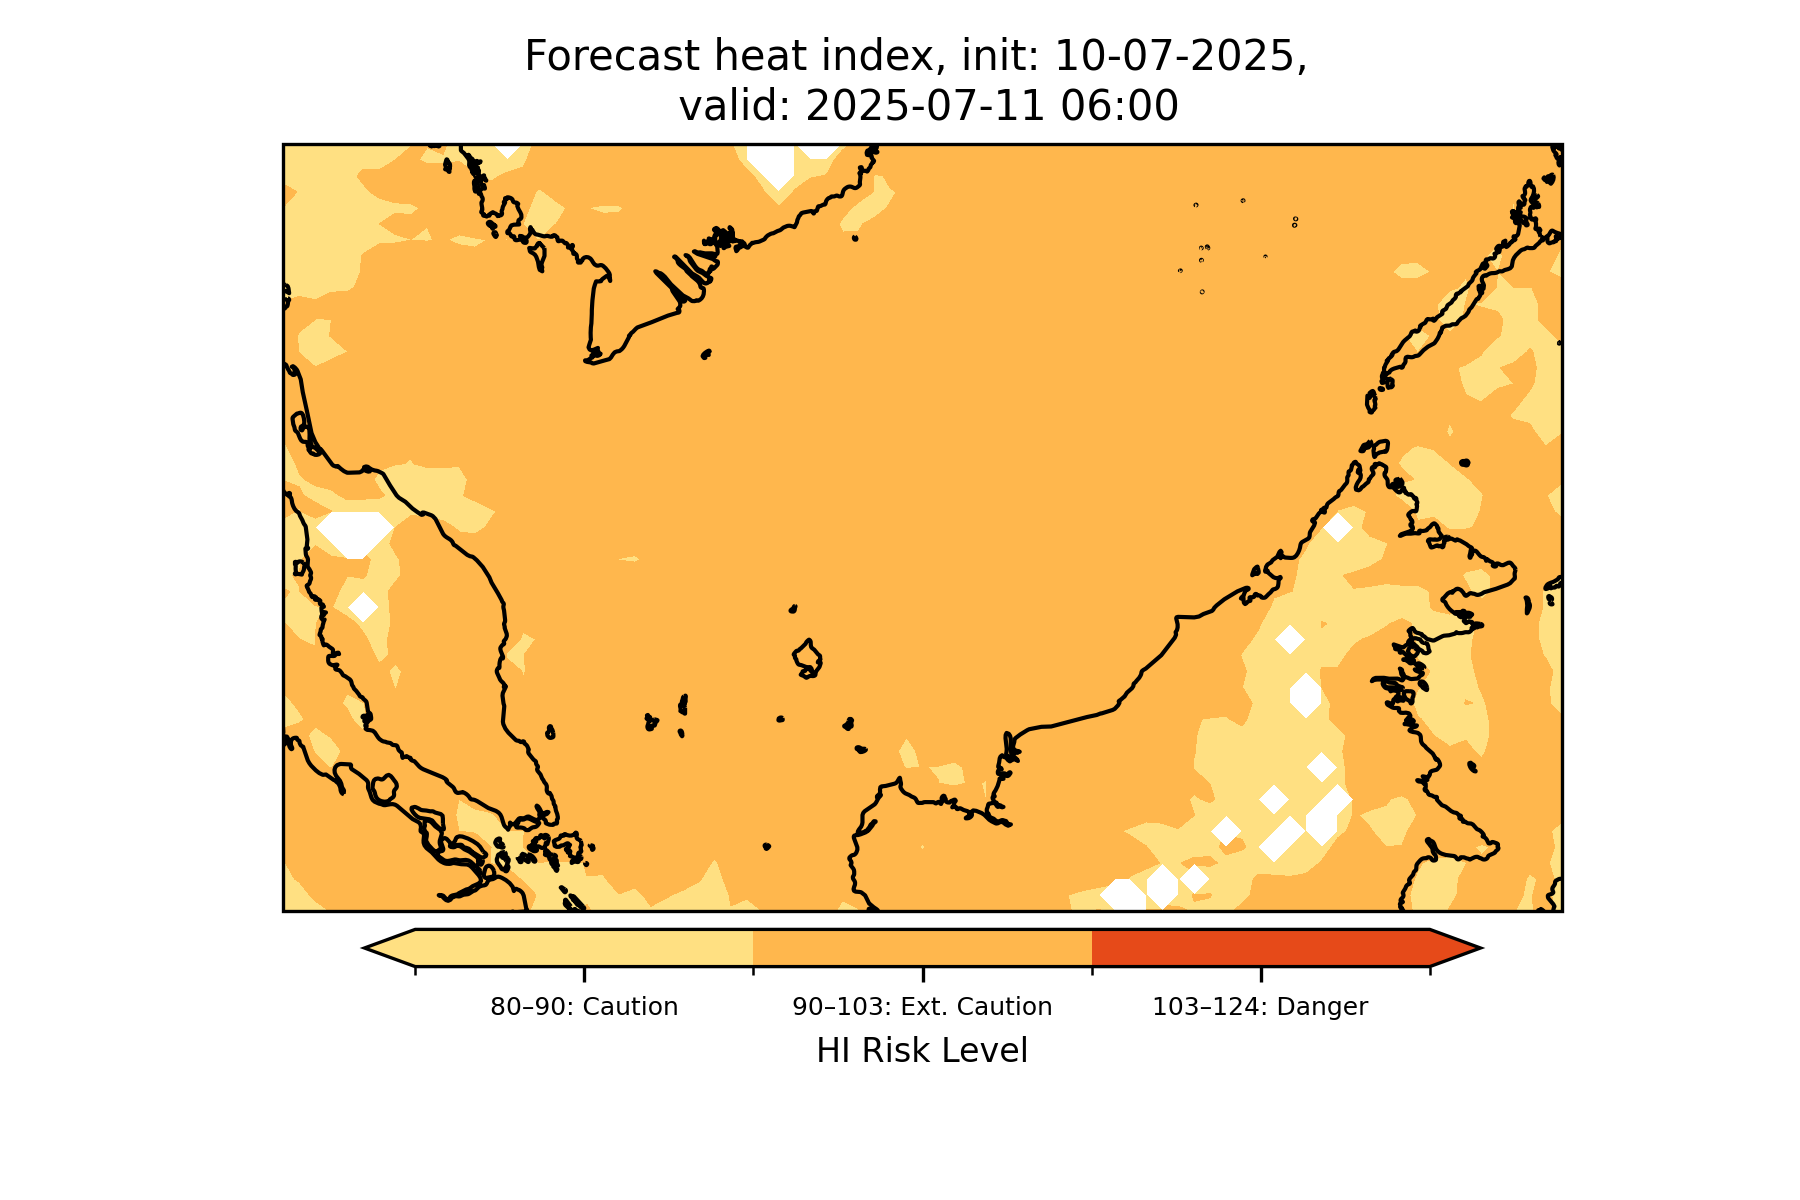 Forecast heat index, init: 10-07-2025,
valid: 2025-07-11 06:00
80–90: Caution
90–103: Ext. Caution
103–124: Danger
HI Risk Level